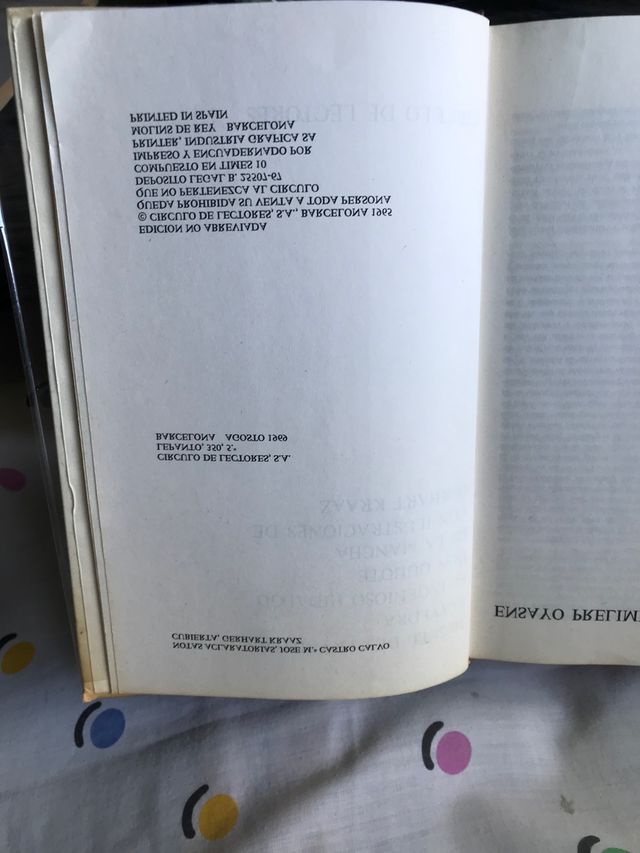 NOTAS ACLARATORIAS, JOSE M.ª CASTRO CALVO
CUBIERTA, GERHART KRAAZ
CIRCULO DE LECTORES, S.A.
LEPANTO, 350, 5.º
BARCELONA AGOSTO 1969
EDICION NO ABREVIADA
© CIRCULO DE LECTORES, S.A., BARCELONA 1965
QUEDA PROHIBIDA SU VENTA A TODA PERSONA
QUE NO PERTENEZCA AL CIRCULO
DEPOSITO LEGAL B. 25507-67
COMPUESTO EN TIMES 10
IMPRESO Y ENCUADERNADO POR
PRINTER, INDUSTRIA GRAFICA SA
MOLINS DE REY BARCELONA
PRINTED IN SPAIN
ENSAYO PRELIM